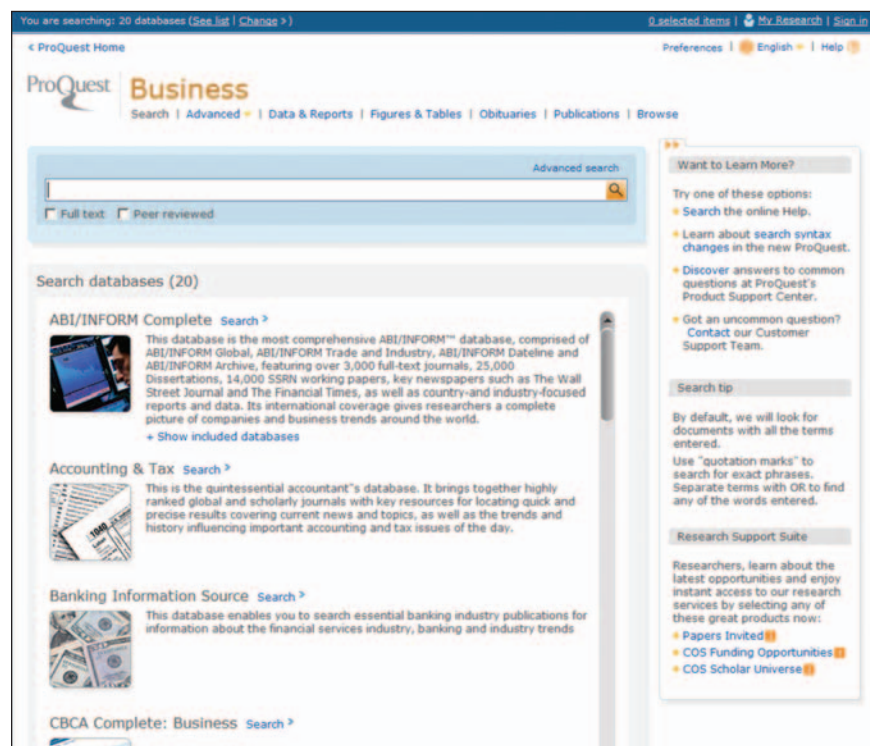 You are searching: 20 databases (See list | Change >)
0 selected items | My Research | Sign in
< ProQuest Home
Preferences | English | Help
ProQuest
Business
Search | Advanced | Data & Reports | Figures & Tables | Obituaries | Publications | Browse
Advanced search
Full text Peer reviewed
Search databases (20)
ABI/INFORM Complete Search >
This database is the most comprehensive ABI/INFORM™ database, comprised of
ABI/INFORM Global, ABI/INFORM Trade and Industry, ABI/INFORM Dateline and
ABI/INFORM Archive, featuring over 3,000 full-text journals, 25,000
Dissertations, 14,000 SSRN working papers, key newspapers such as The Wall
Street Journal and The Financial Times, as well as country-and industry-focused
reports and data. Its international coverage gives researchers a complete
picture of companies and business trends around the world.
+ Show included databases
Accounting & Tax Search >
This is the quintessential accountant"s database. It brings together highly
ranked global and scholarly journals with key resources for locating quick and
precise results covering current news and topics, as well as the trends and
history influencing important accounting and tax issues of the day.
1040
Banking Information Source Search >
This database enables you to search essential banking industry publications for
information about the financial services industry, banking and industry trends
CBCA Complete: Business Search >
Want to Learn More?
Try one of these options:
Search the online Help.
Learn about search syntax
changes in the new ProQuest.
Discover answers to common
questions at ProQuest's
Product Support Center.
Got an uncommon question?
Contact our Customer
Support Team.
Search tip
By default, we will look for
documents with all the terms
entered.
Use "quotation marks" to
search for exact phrases.
Separate terms with OR to find
any of the words entered.
Research Support Suite
Researchers, learn about the
latest opportunities and enjoy
instant access to our research
services by selecting any of
these great products now:
Papers Invited
COS Funding Opportunities
COS Scholar Universe